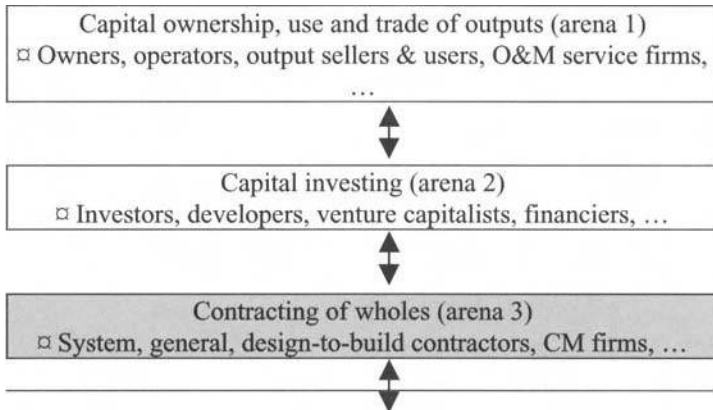 Capital ownership, use and trade of outputs (arena 1)
¤ Owners, operators, output sellers & users, O&M service firms,
…
Capital investing (arena 2)
¤ Investors, developers, venture capitalists, financiers, …
Contracting of wholes (arena 3)
¤ System, general, design-to-build contractors, CM firms, …